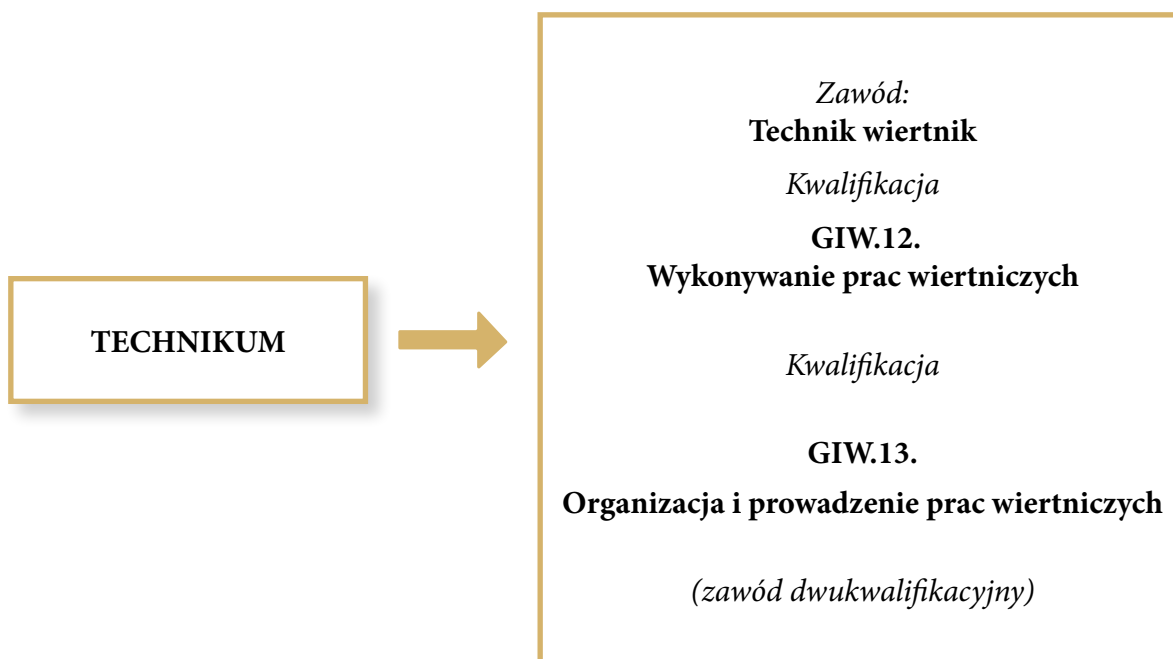 TECHNIKUM
Zawód:
Technik wiertnik
Kwalifikacja
GIW.12.
Wykonywanie prac wiertniczych
Kwalifikacja
GIW.13.
Organizacja i prowadzenie prac wiertniczych
(zawód dwukwalifikacyjny)